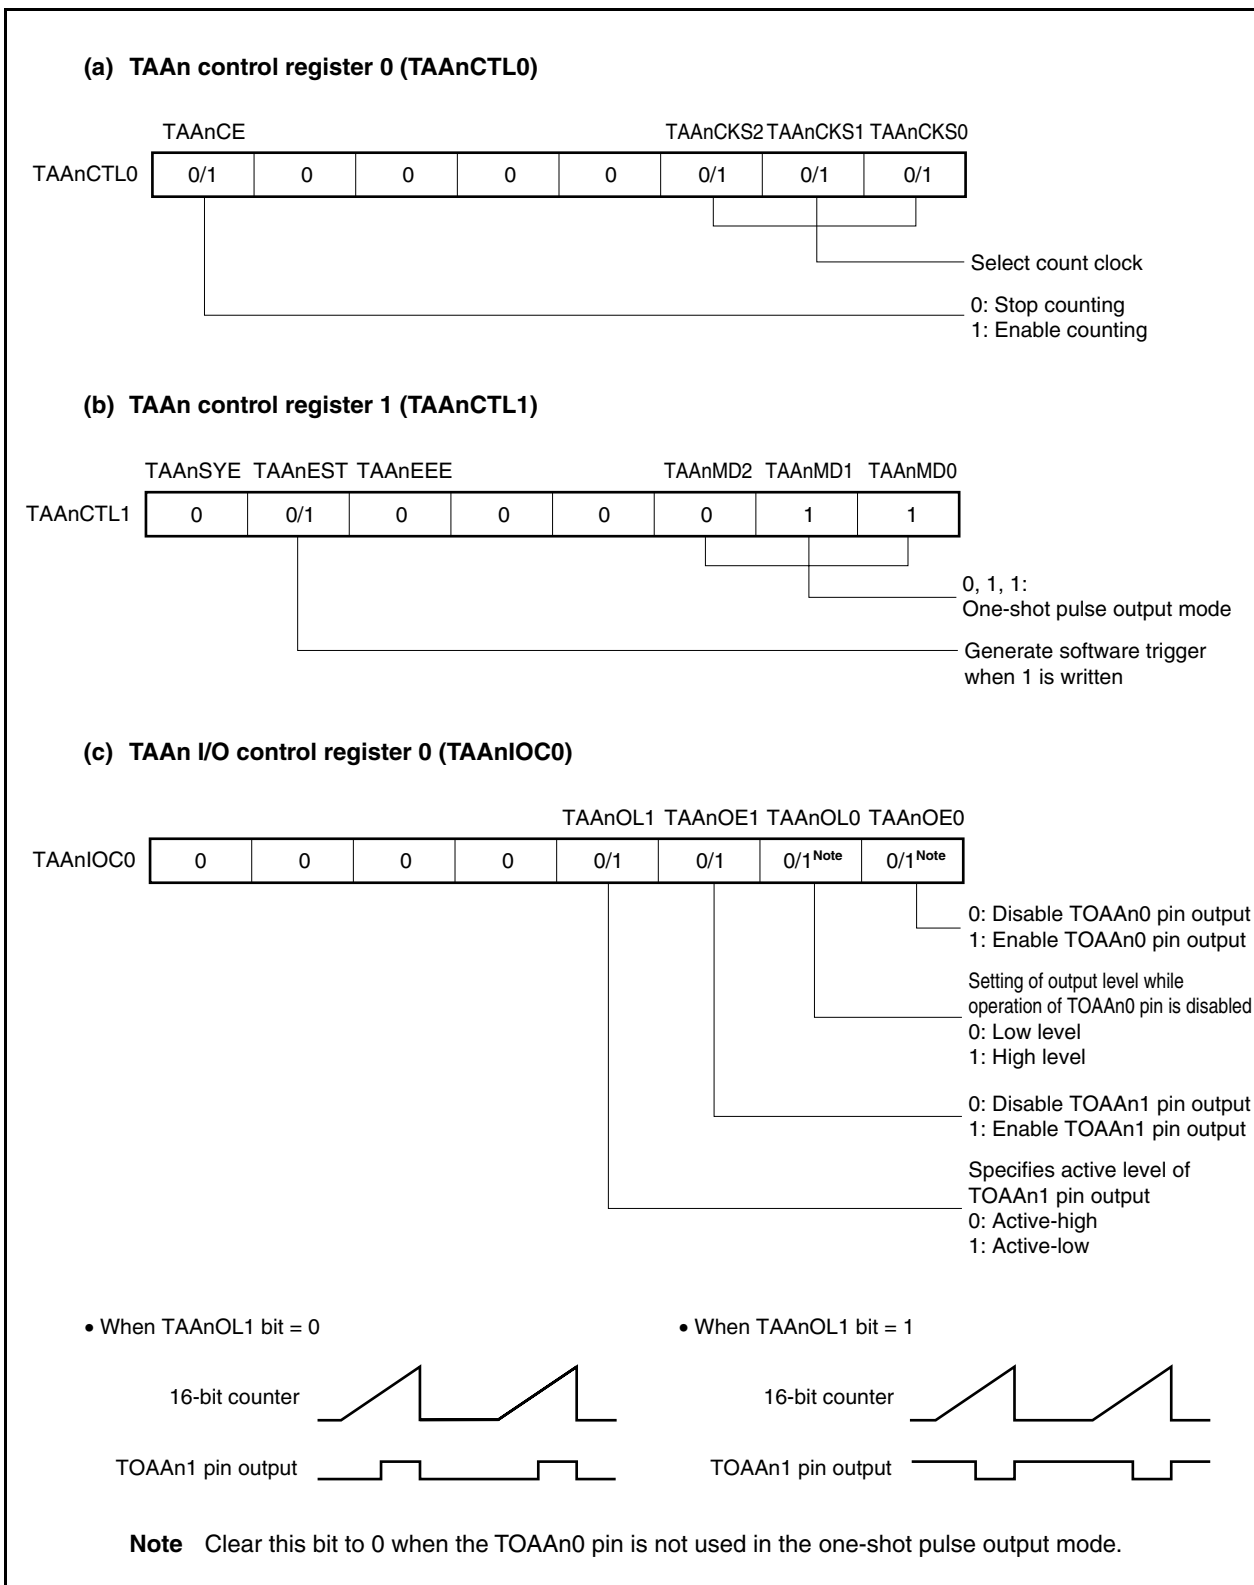 (a) TAAn control register 0 (TAAnCTL0)
TAAnCE TAAnCKS2 TAAnCKS1 TAAnCKS0
TAAnCTL0 0/1 0 0 0 0 0/1 0/1 0/1
Select count clock
0: Stop counting
1: Enable counting
(b) TAAn control register 1 (TAAnCTL1)
TAAnSYE TAAnEST TAAnEEE TAAnMD2 TAAnMD1 TAAnMD0
TAAnCTL1 0 0/1 0 0 0 0 1 1
0, 1, 1:
One-shot pulse output mode
Generate software trigger
when 1 is written
(c) TAAn I/O control register 0 (TAAnIOC0)
TAAnOL1 TAAnOE1 TAAnOL0 TAAnOE0
TAAnIOC0 0 0 0 0 0/1 0/1 0/1 Note 0/1 Note
0: Disable TOAAn0 pin output
1: Enable TOAAn0 pin output
Setting of output level while
operation of TOAAn0 pin is disabled
0: Low level
1: High level
0: Disable TOAAn1 pin output
1: Enable TOAAn1 pin output
Specifies active level of
TOAAn1 pin output
0: Active-high
1: Active-low
• When TAAnOL1 bit = 0 • When TAAnOL1 bit = 1
16-bit counter 16-bit counter
TOAAn1 pin output TOAAn1 pin output
Note Clear this bit to 0 when the TOAAn0 pin is not used in the one-shot pulse output mode.